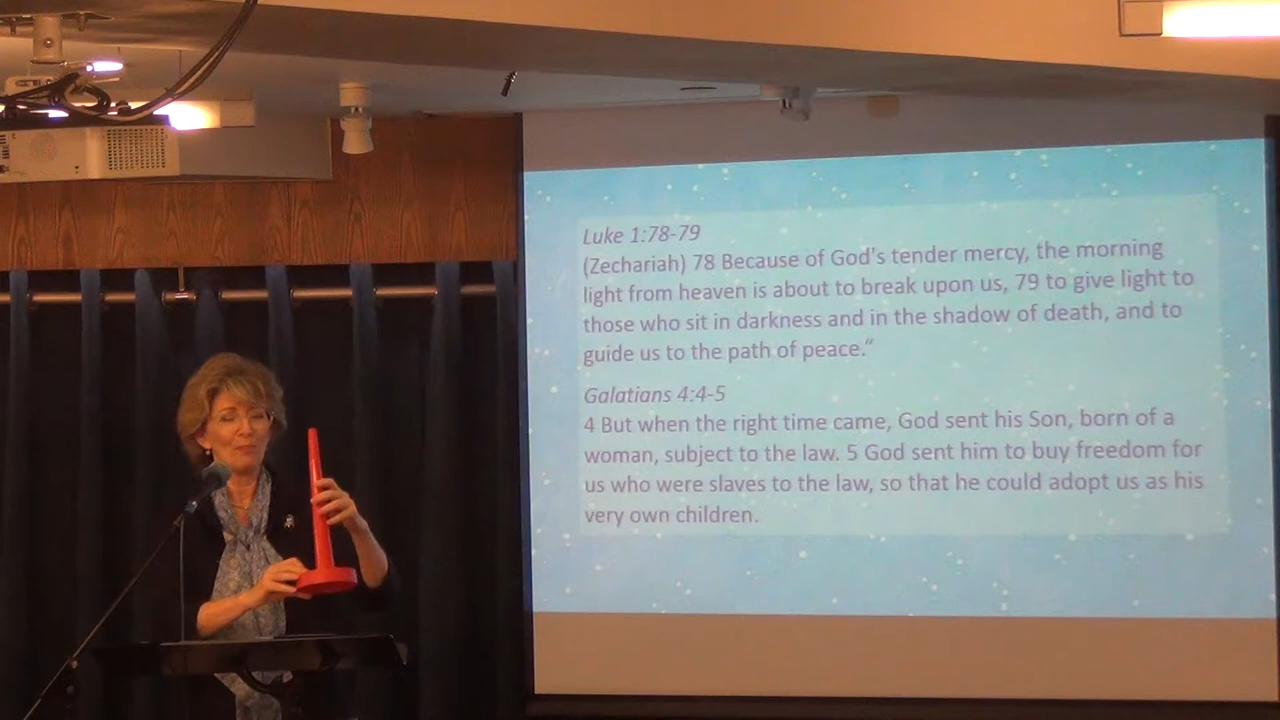 Luke 1:78-79
(Zechariah) 78 Because of God's tender mercy, the morning
light from heaven is about to break upon us, 79 to give light to
those who sit in darkness and in the shadow of death, and to
guide us to the path of peace.“
Galatians 4:4-5
4 But when the right time came, God sent his Son, born of a
woman, subject to the law. 5 God sent him to buy freedom for
us who were slaves to the law, so that he could adopt us as his
very own children.